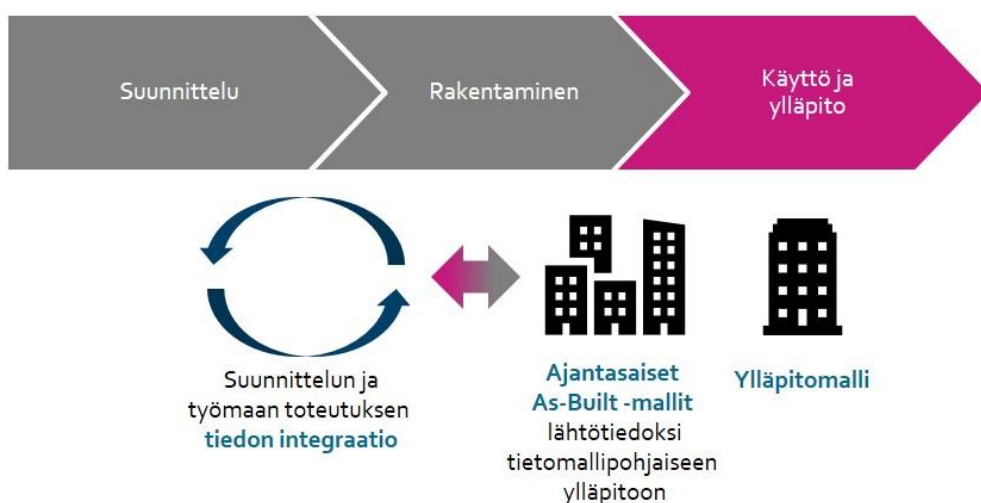 Suunnittelu
Rakentaminen
Käyttö ja
ylläpito
Suunnittelun ja
työmaan toteutuksen
tiedon integraatio
Ajantasaiset
As-Built -mallit
lähtötiedoksi
tietomallipohjaiseen
ylläpitoon
Ylläpitomalli